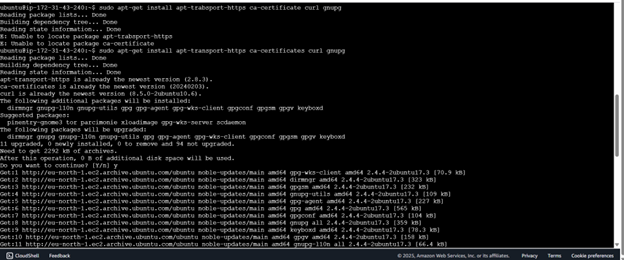 ubuntu@ip-172-31-43-240:~$ sudo apt-get install apt-transport-https ca-certificate curl gnupg
Reading package lists... Done
Building dependency tree... Done
Reading state information... Done
E: Unable to locate package apt-trabsport-https
E: Unable to locate package ca-certificate
ubuntu@ip-172-31-43-240:~$ sudo apt-get install apt-transport-https ca-certificates curl gnupg
Reading package lists... Done
Building dependency tree... Done
Reading state information... Done
apt-transport-https is already the newest version (2.8.3).
ca-certificates is already the newest version (20240203).
curl is already the newest version (8.5.0-2ubuntu10.6).
The following additional packages will be installed:
dirmngr gnupg-l10n gnupg-utils gpg gpg-agent gpg-wks-client gpgconf gpgsm gpgv keyboxd
Suggested packages:
pinentry-gnome3 tor parcimonie xloadimage gpg-wks-server scdaemon
The following packages will be upgraded:
dirmngr gnupg gnupg-l10n gnupg-utils gpg gpg-agent gpg-wks-client gpgconf gpgsm gpgv keyboxd
11 upgraded, 0 newly installed, 0 to remove and 94 not upgraded.
Need to get 2292 kB of archives.
After this operation, 0 B of additional disk space will be used.
Do you want to continue? [Y/n] y
Get:1 http://eu-north-1.ec2.archive.ubuntu.com/ubuntu noble-updates/main amd64 gpg-wks-client amd64 2.4.4-2ubuntu17.3 [70.9 kB]
Get:2 http://eu-north-1.ec2.archive.ubuntu.com/ubuntu noble-updates/main amd64 dirmngr amd64 2.4.4-2ubuntu17.3 [323 kB]
Get:3 http://eu-north-1.ec2.archive.ubuntu.com/ubuntu noble-updates/main amd64 gpgsm amd64 2.4.4-2ubuntu17.3 [232 kB]
Get:4 http://eu-north-1.ec2.archive.ubuntu.com/ubuntu noble-updates/main amd64 gnupg-utils amd64 2.4.4-2ubuntu17.3 [109 kB]
Get:5 http://eu-north-1.ec2.archive.ubuntu.com/ubuntu noble-updates/main amd64 gpg-agent amd64 2.4.4-2ubuntu17.3 [227 kB]
Get:6 http://eu-north-1.ec2.archive.ubuntu.com/ubuntu noble-updates/main amd64 gpg amd64 2.4.4-2ubuntu17.3 [565 kB]
Get:7 http://eu-north-1.ec2.archive.ubuntu.com/ubuntu noble-updates/main amd64 gpgconf amd64 2.4.4-2ubuntu17.3 [104 kB]
Get:8 http://eu-north-1.ec2.archive.ubuntu.com/ubuntu noble-updates/main amd64 gnupg all 2.4.4-2ubuntu17.3 [359 kB]
Get:9 http://eu-north-1.ec2.archive.ubuntu.com/ubuntu noble-updates/main amd64 keyboxd amd64 2.4.4-2ubuntu17.3 [78.3 kB]
Get:10 http://eu-north-1.ec2.archive.ubuntu.com/ubuntu noble-updates/main amd64 gpgv amd64 2.4.4-2ubuntu17.3 [158 kB]
Get:11 http://eu-north-1.ec2.archive.ubuntu.com/ubuntu noble-updates/main amd64 gnupg-l10n all 2.4.4-2ubuntu17.3 [66.4 kB]
CloudShell Feedback © 2025, Amazon Web Services, Inc. or its affiliates. Privacy Terms Cookie preferences